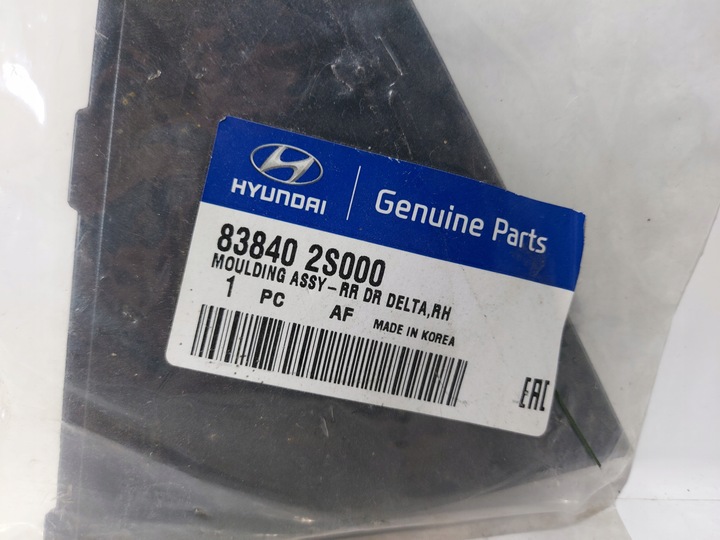 HYUNDAI
Genuine Parts
83840 2S000
MOULDING ASSY-RR DR DELTA,RH
1 PC AF MADE IN KOREA
EAC